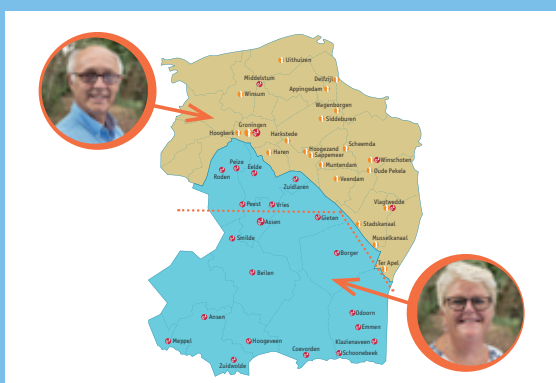 Uithuizen
Middelstum
Delfzijl
Appingedam
Winsum
Wagenborgen
Siddeburen
Groningen
Hoogkerk
Harkstede
Scheemda
Haren
Hoogezand
Sappemeer
Winschoten
Muntendam
Oude Pekela
Peize
Eelde
Roden
Zuidlaren
Veendam
Peest
Vries
Vlagtwedde
Assen
Gieten
Stadskanaal
Smilde
Musselkanaal
Borger
Ter Apel
Beilen
Ansen
Odoorn
Emmen
Meppel
Hoogeveen
Klazienaveen
Coevorden
Schoonebeek
Zuidwolde